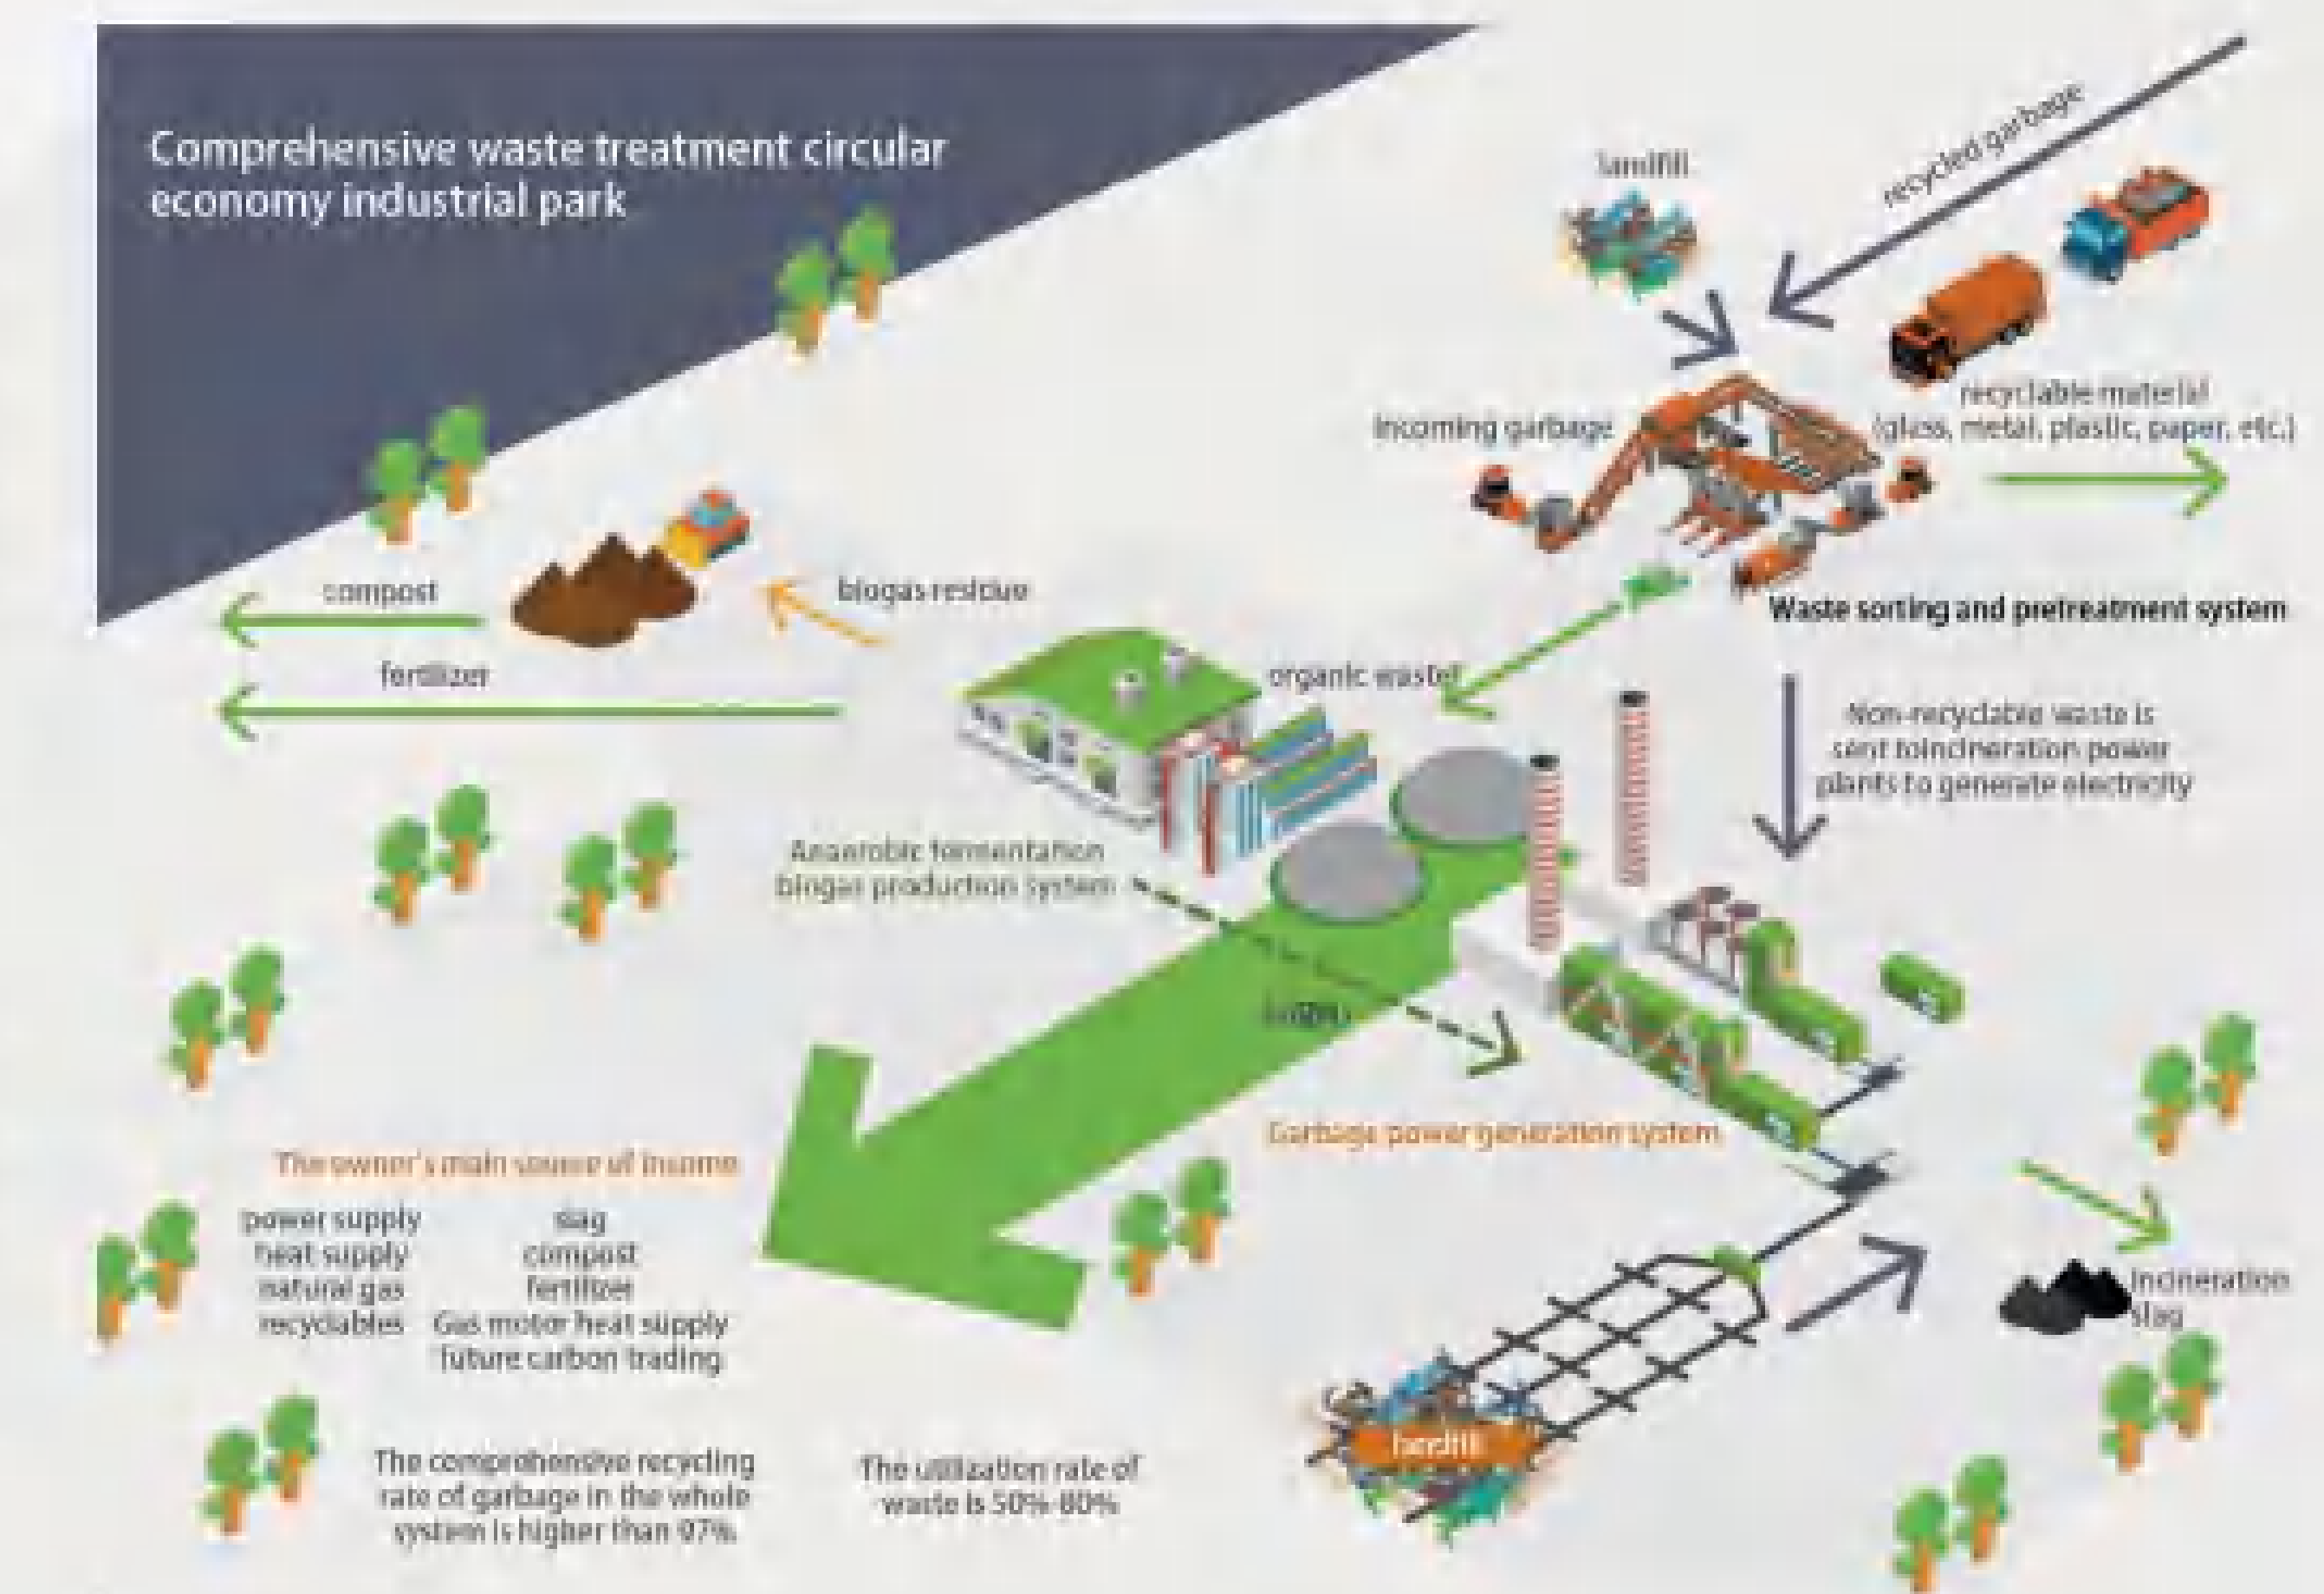 Comprehensive waste treatment circular
economy industrial park
landfill
recycled garbage
incoming garbage
recyclable material
(glass, metal, plastic, paper, etc.)
Waste sorting and pretreatment system
compost
biogas residue
fertilizer
organic waste
Non-recyclable waste is
sent toincineration power
plants to generate electricity
Anaerobic fermentation
biogas production system
Garbage power generation system
The owner's main source of income
power supply
heat supply
natural gas
recyclables
slag
compost
fertilizer
Gas motor heat supply
future carbon trading
Incineration
slag
landfill
The comprehensive recycling
rate of garbage in the whole
system is higher than 97%
The utilization rate of
waste is 50%-80%